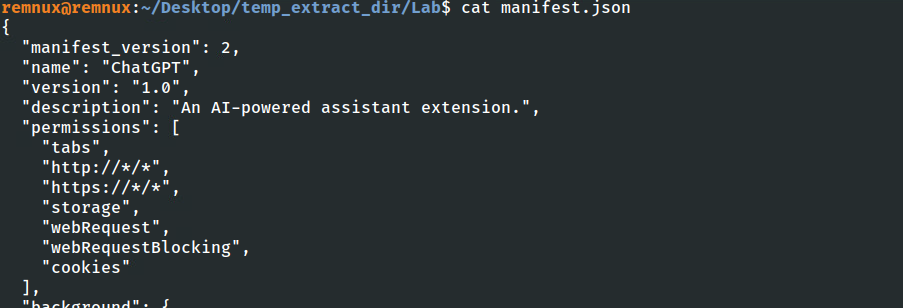 remnux@remnux:~/Desktop/temp_extract_dir/Lab$ cat manifest.json
{
  "manifest_version": 2,
  "name": "ChatGPT",
  "version": "1.0",
  "description": "An AI-powered assistant extension.",
  "permissions": [
    "tabs",
    "http://*/*",
    "https://*/*",
    "storage",
    "webRequest",
    "webRequestBlocking",
    "cookies"
  ],
  "background": {